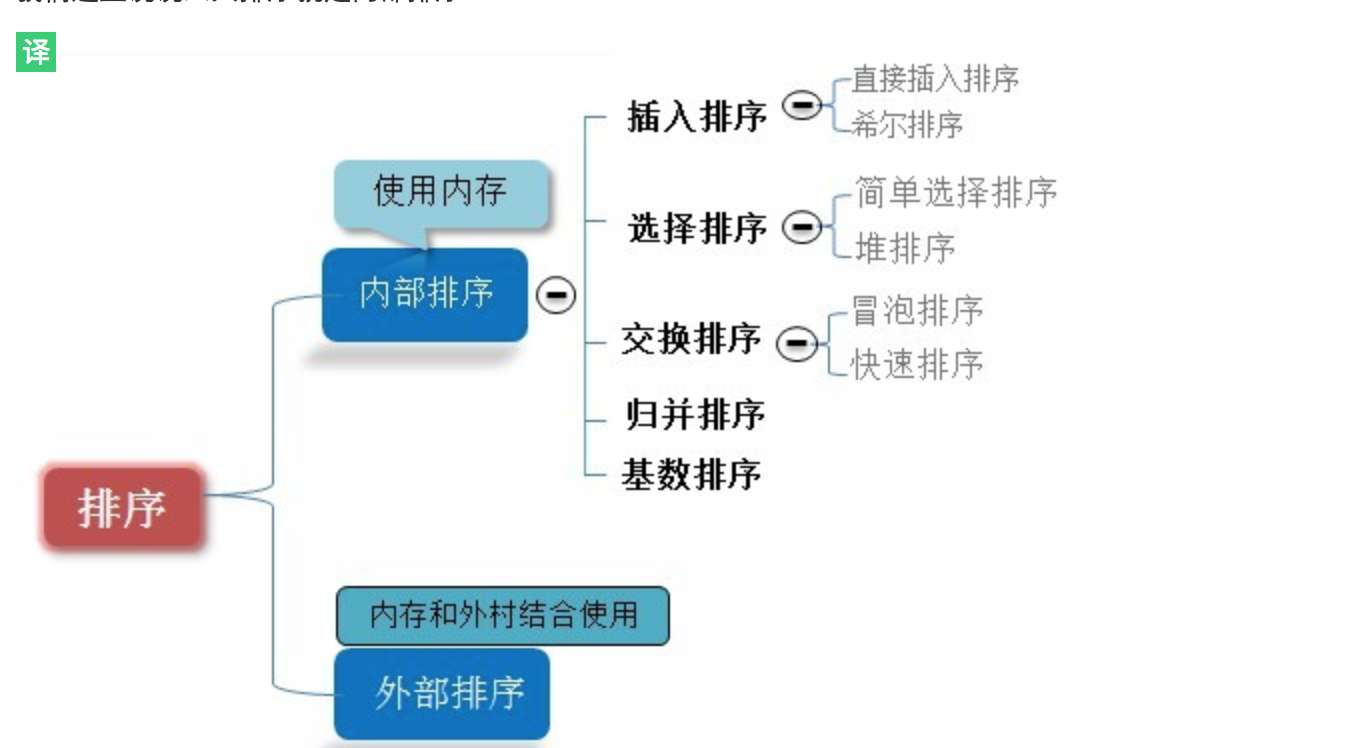 译
直接插入排序
插入排序
希尔排序
使用内存
简单选择排序
选择排序
堆排序
内部排序
冒泡排序
交换排序
快速排序
归并排序
基数排序
排序
内存和外村结合使用
外部排序